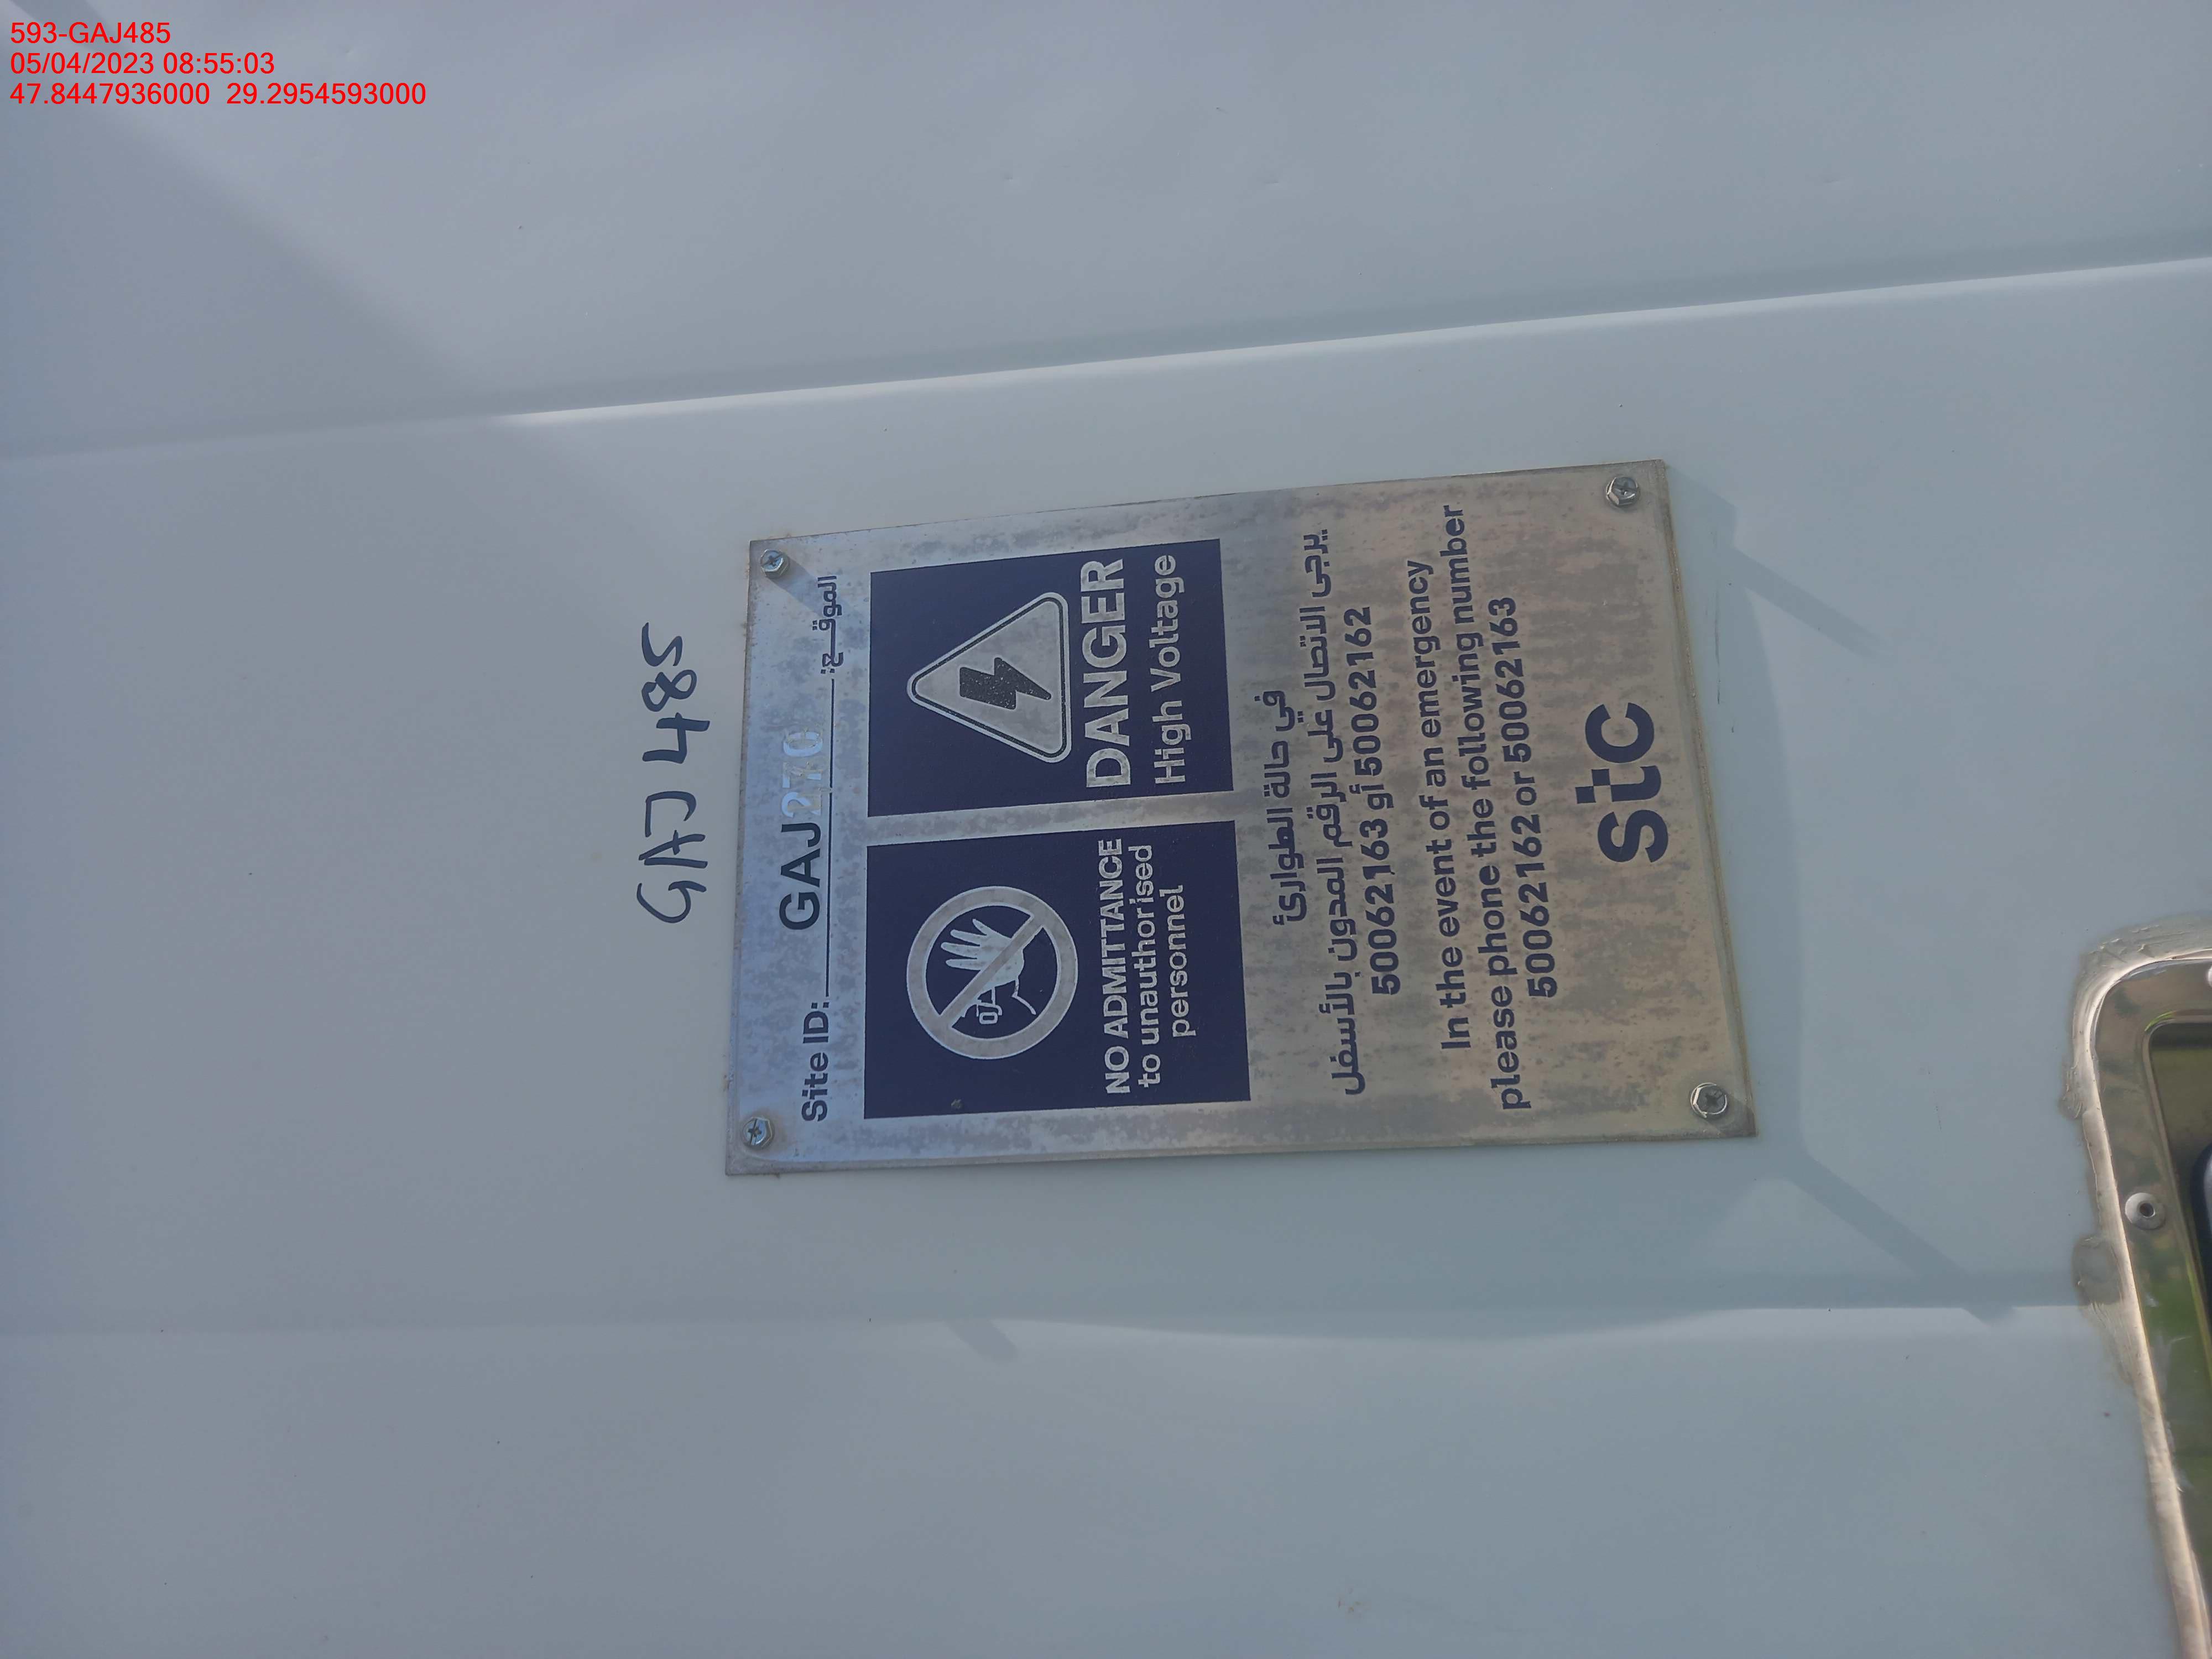 593-GAJ485
05/04/2023 08:55:03
47.8447936000 29.2954593000
GAJ 485
Site ID: GAJ الموقع:
NO ADMITTANCE
to unauthorised
personnel
DANGER
High Voltage
في حالة الطوارئ
يرجى الاتصال على الرقم المدون بالأسفل
50062163 أو 50062162
In the event of an emergency
please phone the following number
50062162 or 50062163
stc